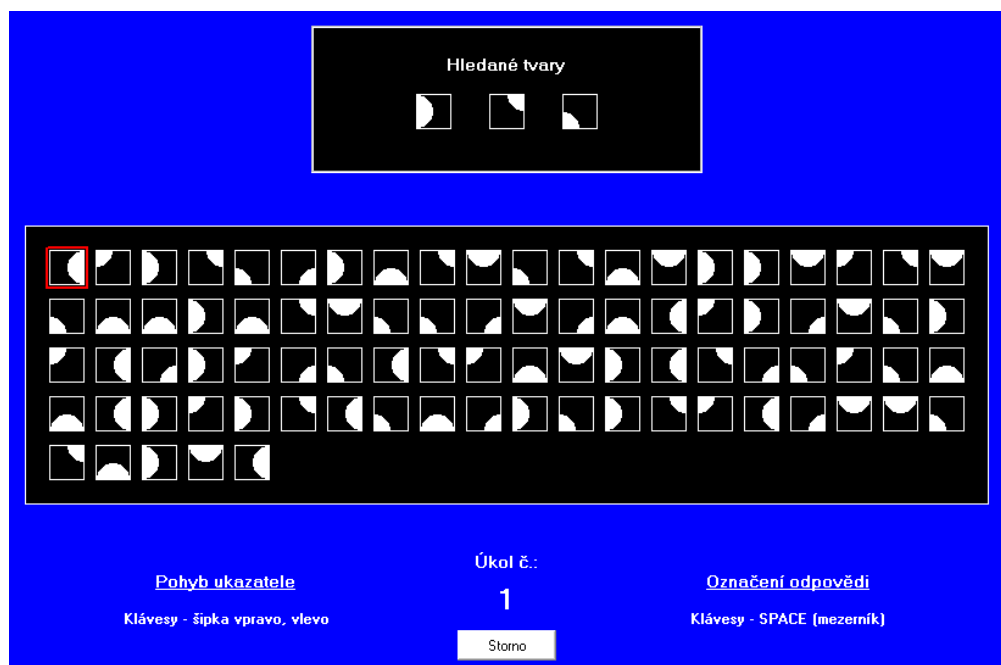 Hledané tvary
Úkol č.:
1
Pohyb ukazatele
Klávesy - šipka vpravo, vlevo
Označení odpovědi
Klávesy - SPACE (mezerník)
Storno